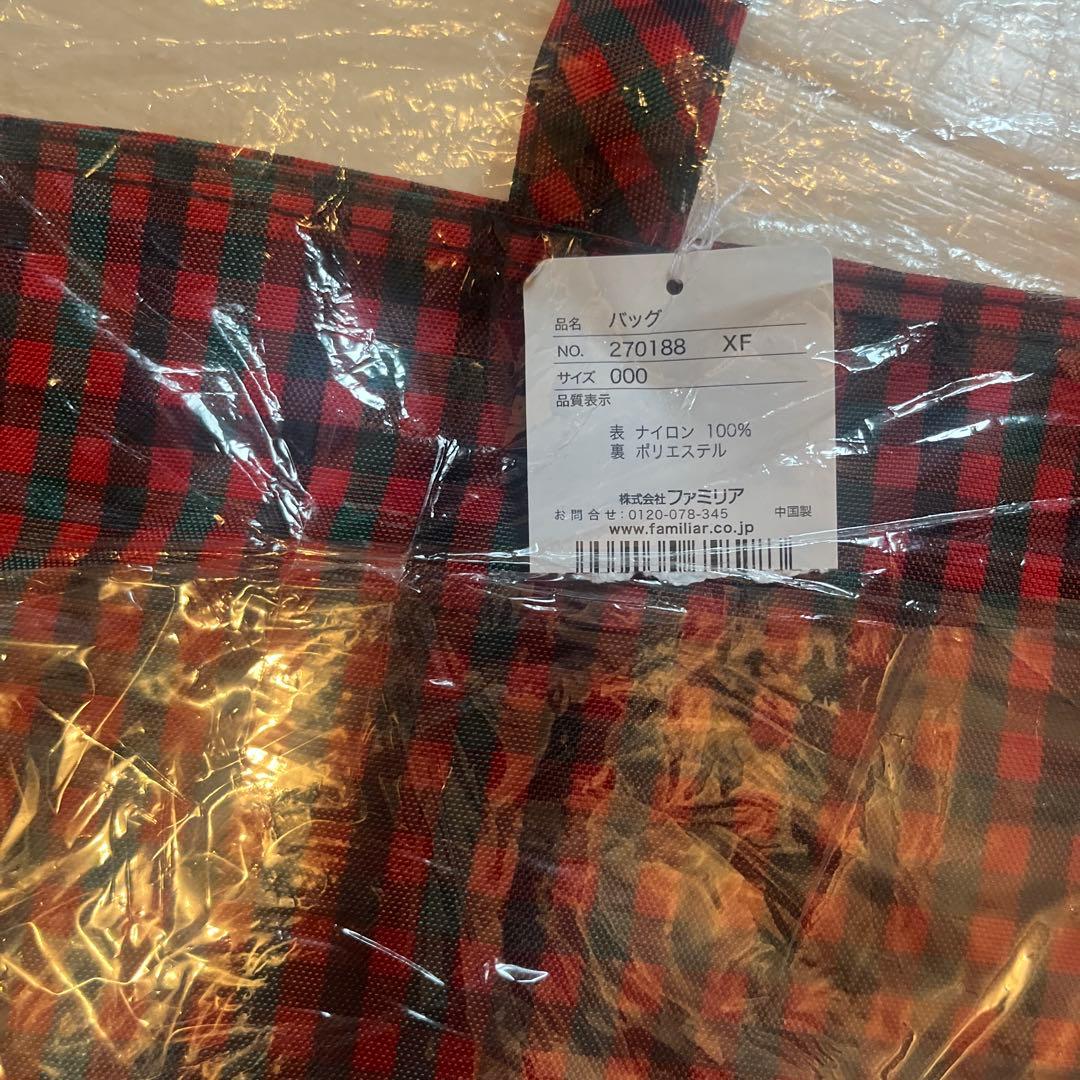 品名 バッグ
NO. 270188 XF
サイズ 000
品質表示
表 ナイロン 100%
裏 ポリエステル
株式会社ファミリア
お問合せ:0120-078-345 中国製
www.familiar.co.jp